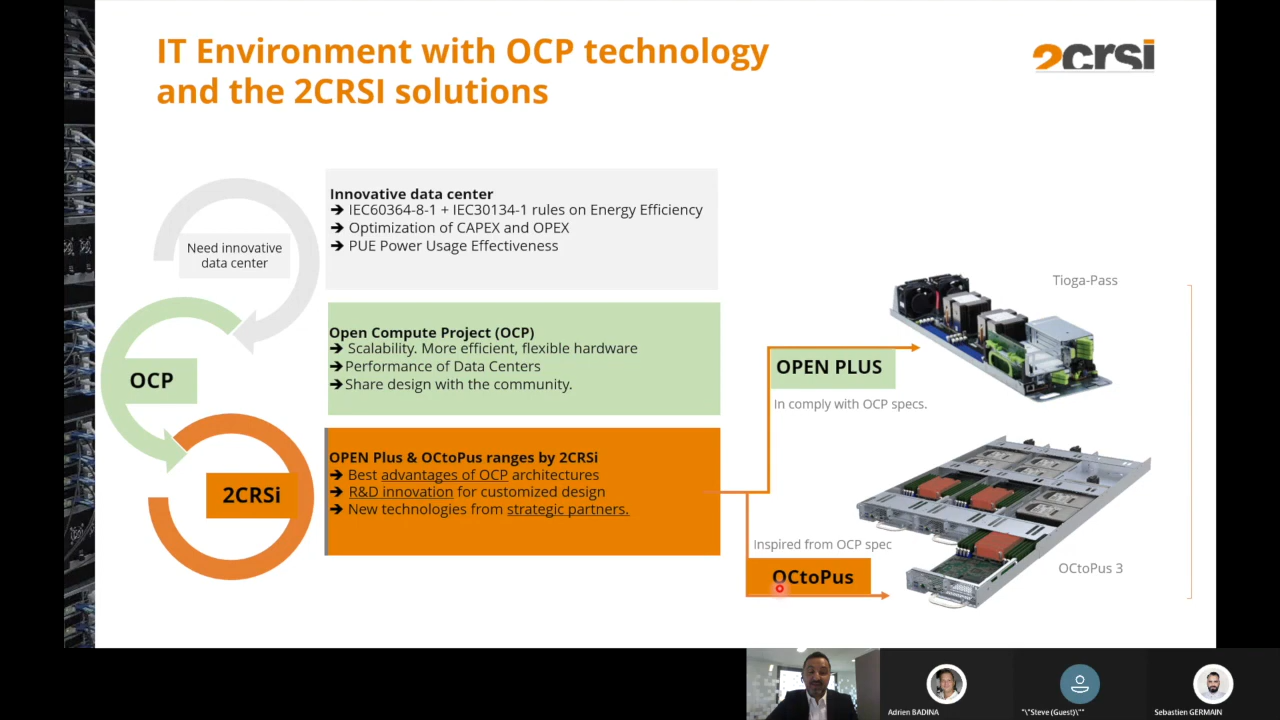 IT Environment with OCP technology
and the 2CRSI solutions
2crsi
Need innovative
data center
Innovative data center
➔ IEC60364-8-1 + IEC30134-1 rules on Energy Efficiency
➔ Optimization of CAPEX and OPEX
➔ PUE Power Usage Effectiveness
OCP
Open Compute Project (OCP)
➔ Scalability. More efficient, flexible hardware
➔Performance of Data Centers
➔Share design with the community.
2CRSi
OPEN Plus & OCtoPus ranges by 2CRSi
➔ Best advantages of OCP architectures
➔ R&D innovation for customized design
➔ New technologies from strategic partners.
Tioga-Pass
OPEN PLUS
In comply with OCP specs.
Inspired from OCP spec
OCtoPus
OCtoPus 3
Adrien BADINA
"\"Steve (Guest)\""
Sebastien GERMAIN